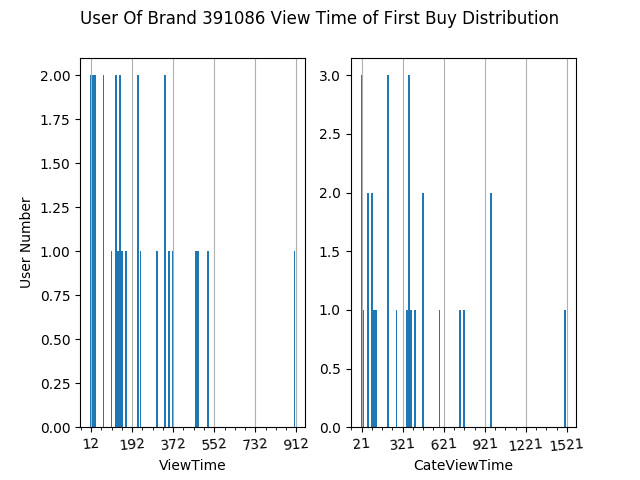 User Of Brand 391086 View Time of First Buy Distribution
2.00
1.75
1.50
1.25
1.00
0.75
0.50
0.25
0.00
User Number
12 192 372 552 732 912
ViewTime
3.0
2.5
2.0
1.5
1.0
0.5
0.0
21 321 621 921 1221 1521
CateViewTime